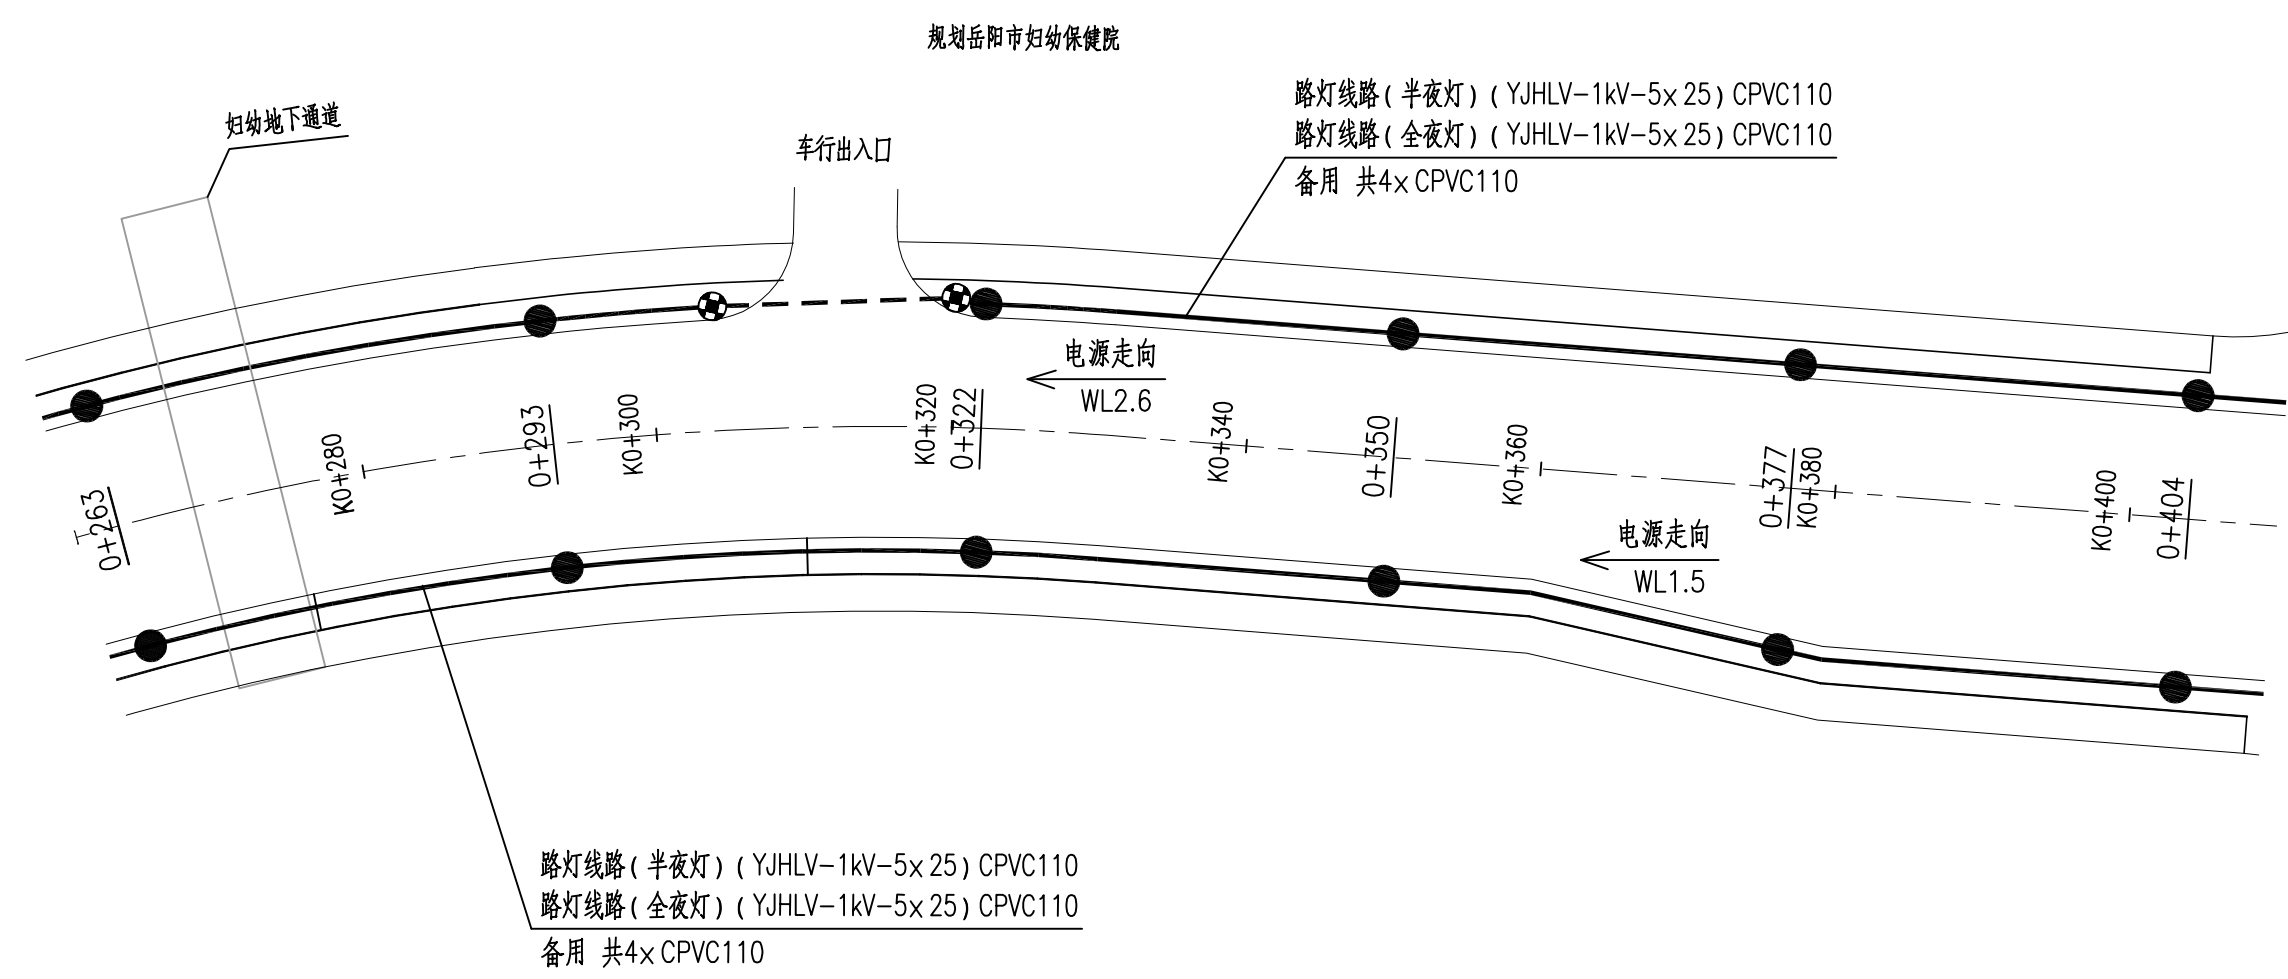 规划岳阳市妇幼保健院
路灯线路(半夜灯)(YJHLV-1kV-5x25)CPVC110
路灯线路(全夜灯)(YJHLV-1kV-5x25)CPVC110
备用 共4xCPVC110
妇幼地下通道
车行出入口
电源走向
WL2.6
0+263
K0+280
0+293
K0+300
K0+320
0+322
K0+340
0+350
K0+360
0+377
K0+380
K0+400
0+404
电源走向
WL1.5
路灯线路(半夜灯)(YJHLV-1kV-5x25)CPVC110
路灯线路(全夜灯)(YJHLV-1kV-5x25)CPVC110
备用 共4xCPVC110